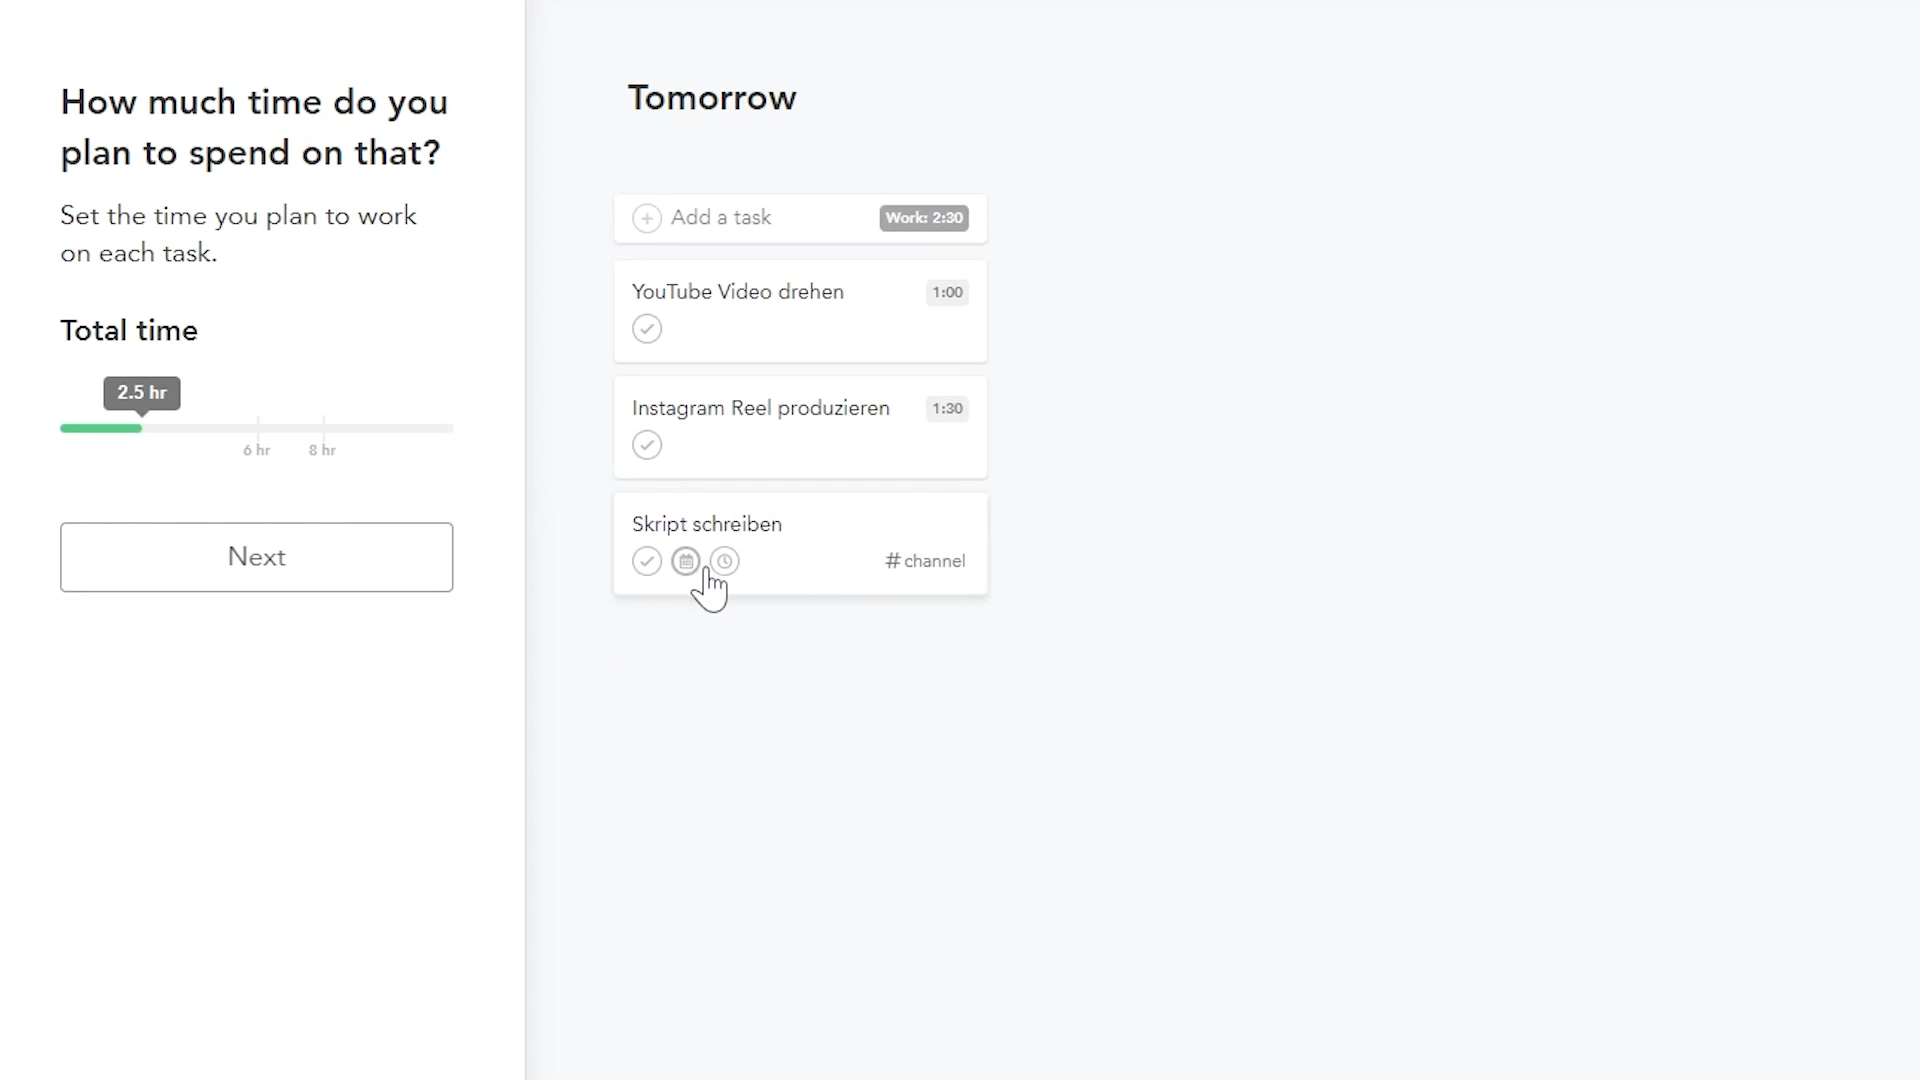 How much time do you
plan to spend on that?
Set the time you plan to work
on each task.
Total time
2.5 hr
6 hr 8 hr
Next
Tomorrow
Add a task Work: 2:30
YouTube Video drehen 1:00
Instagram Reel produzieren 1:30
Skript schreiben
# channel